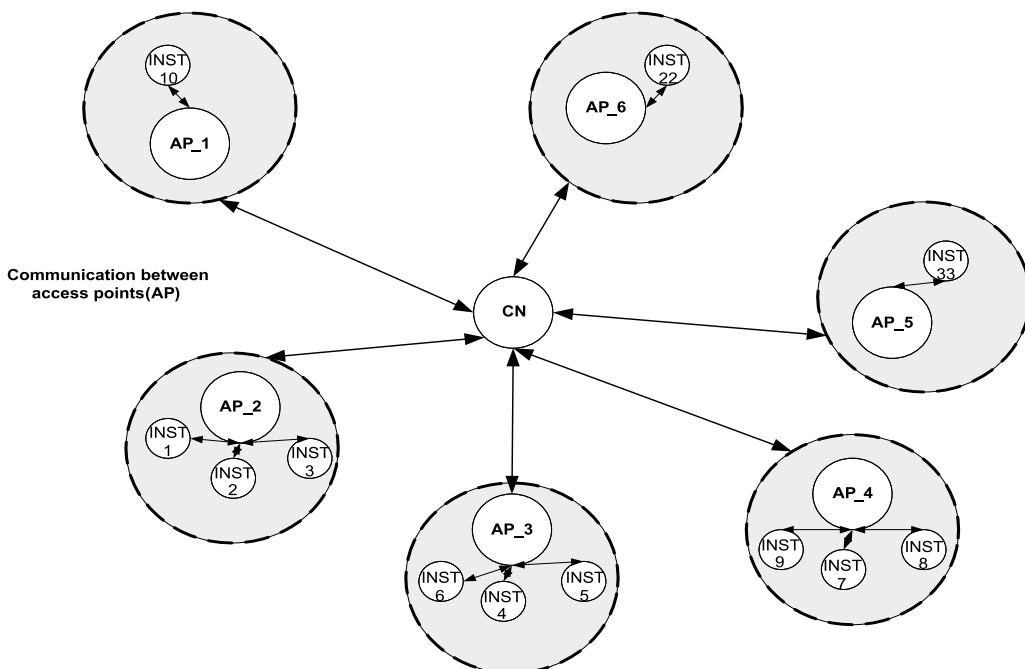 INST
10
AP_1
INST
22
AP_6
Communication between
access points(AP)
CN
INST
33
AP_5
AP_2
INST
1
INST
2
INST
3
AP_3
INST
6
INST
4
INST
5
AP_4
INST
9
INST
7
INST
8